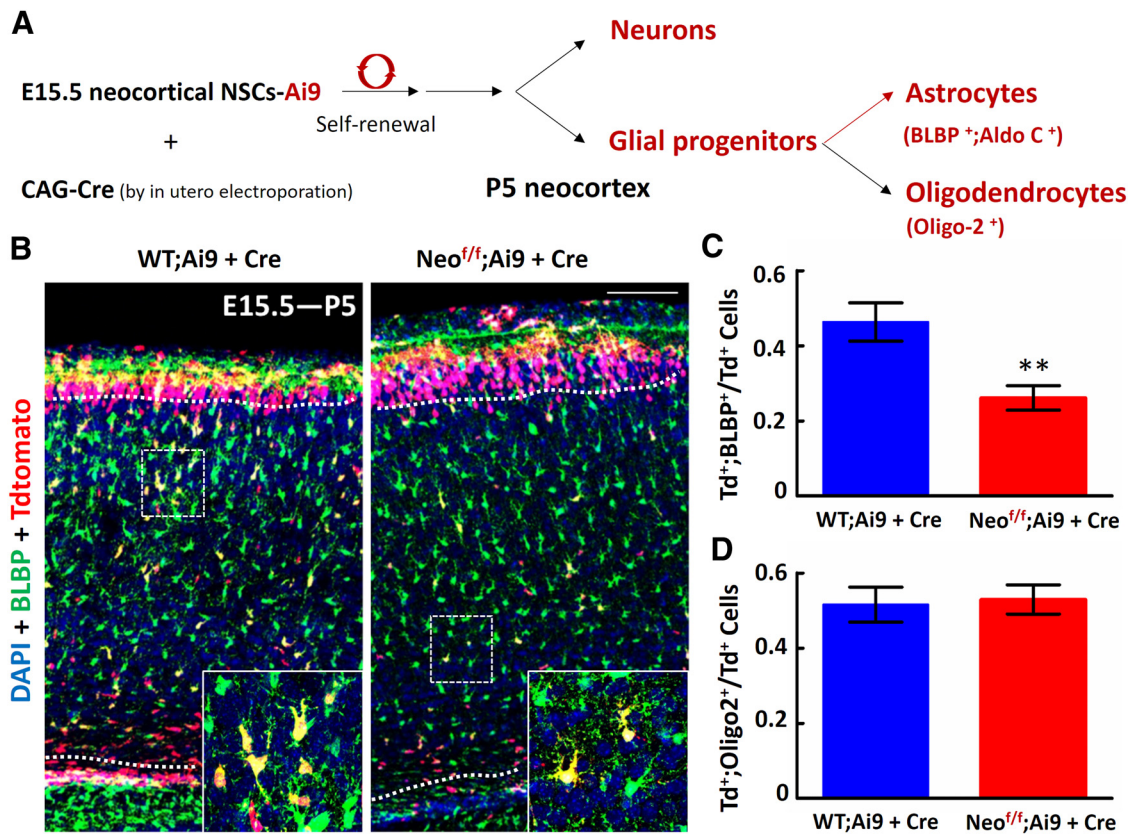 A
Neurons
E15.5 neocortical NSCs-Ai9
Self-renewal
+
CAG-Cre (by in utero electroporation)
P5 neocortex
Glial progenitors
Astrocytes
(BLBP +;Aldo C +)
Oligodendrocytes
(Oligo-2 +)
B
WT;Ai9 + Cre
Neof/f;Ai9 + Cre
E15.5—P5
DAPI + BLBP + Tdtomato
C
Td+;BLBP+/Td+ Cells
0.6
0.4
0.2
0
**
WT;Ai9 + Cre
Neof/f;Ai9 + Cre
D
Td+;Oligo2+/Td+ Cells
0.6
0.4
0.2
0
WT;Ai9 + Cre
Neof/f;Ai9 + Cre